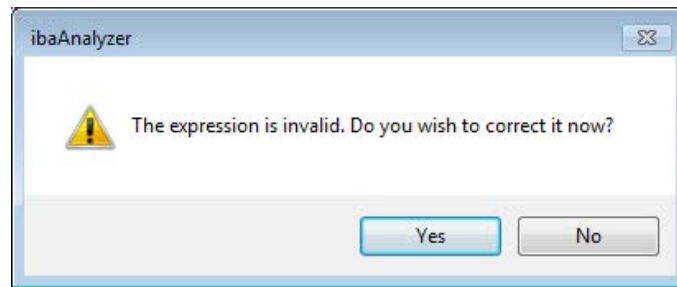 ibaAnalyzer
The expression is invalid. Do you wish to correct it now?
Yes No